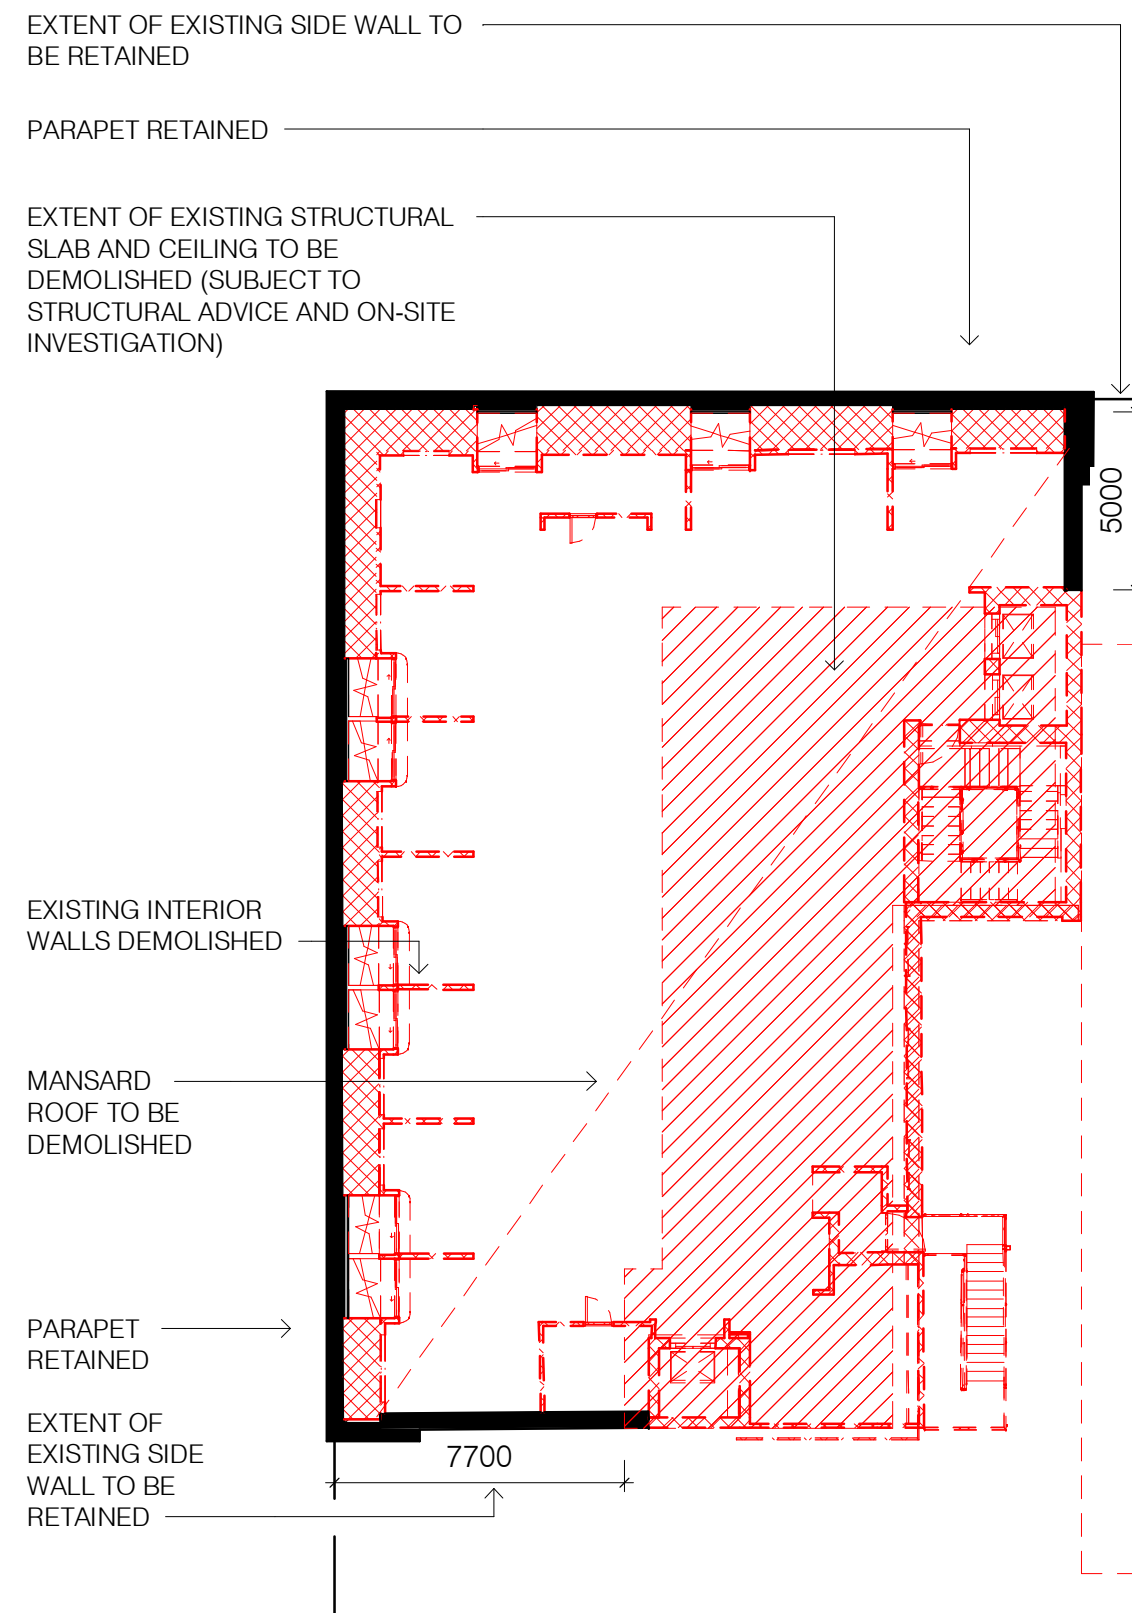 EXTENT OF EXISTING SIDE WALL TO
BE RETAINED
PARAPET RETAINED
EXTENT OF EXISTING STRUCTURAL
SLAB AND CEILING TO BE
DEMOLISHED (SUBJECT TO
STRUCTURAL ADVICE AND ON-SITE
INVESTIGATION)
5000
EXISTING INTERIOR
WALLS DEMOLISHED
MANSARD
ROOF TO BE
DEMOLISHED
PARAPET
RETAINED
EXTENT OF
EXISTING SIDE
WALL TO BE
RETAINED
7700